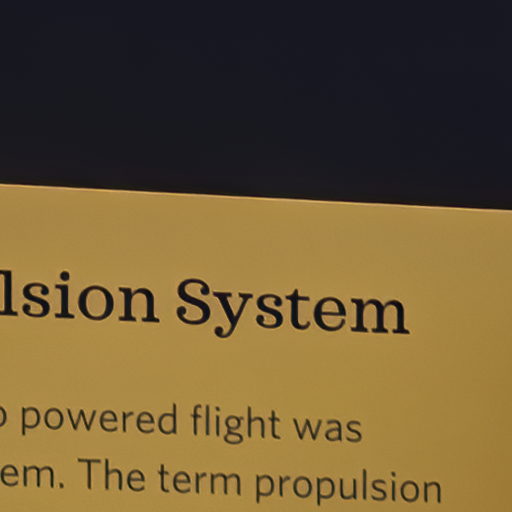 lsion System
powered flight was
em. The term propulsion